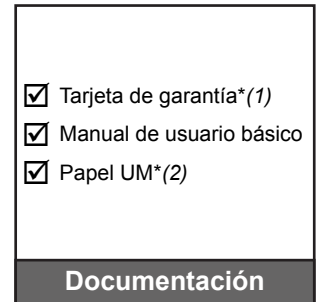 ☑ Tarjeta de garantía*(1)
☑ Manual de usuario básico
☑ Papel UM*(2)
Documentación